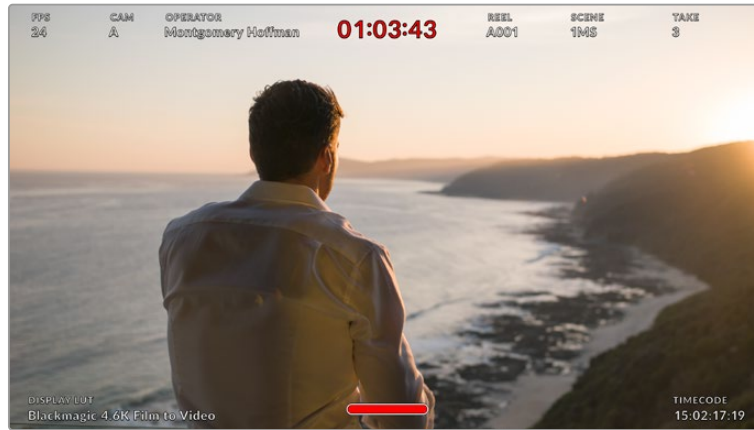 FPS CAM OPERATOR 01:03:43 REEL SCENE TAKE
24 A Montgomery Hoffman A001 1MS 3
DISPLAY LUT TIMECODE
Blackmagic 4.6K Film to Video 15:02:17:19